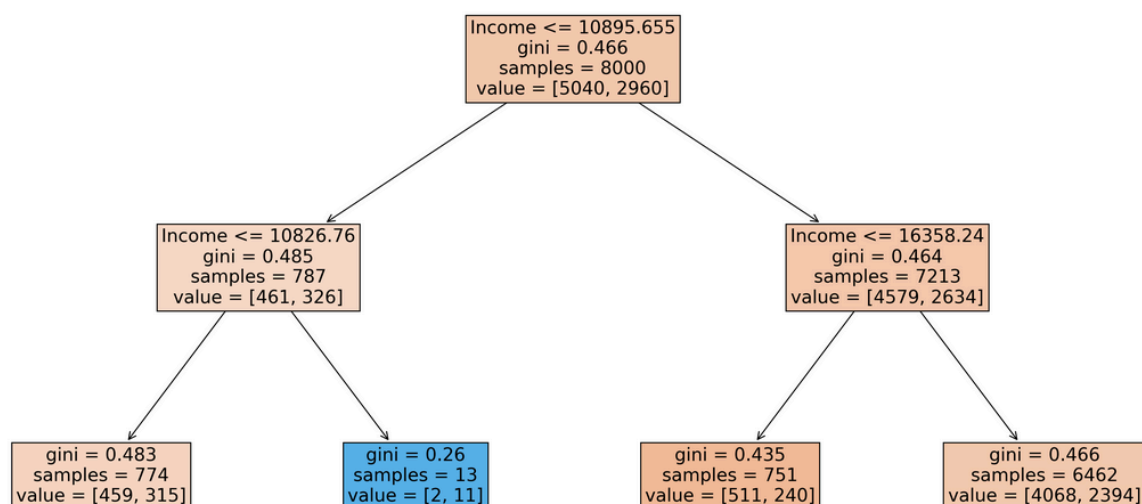 Income <= 10895.655
gini = 0.466
samples = 8000
value = [5040, 2960]
Income <= 10826.76
gini = 0.485
samples = 787
value = [461, 326]
Income <= 16358.24
gini = 0.464
samples = 7213
value = [4579, 2634]
gini = 0.483
samples = 774
value = [459, 315]
gini = 0.26
samples = 13
value = [2, 11]
gini = 0.435
samples = 751
value = [511, 240]
gini = 0.466
samples = 6462
value = [4068, 2394]